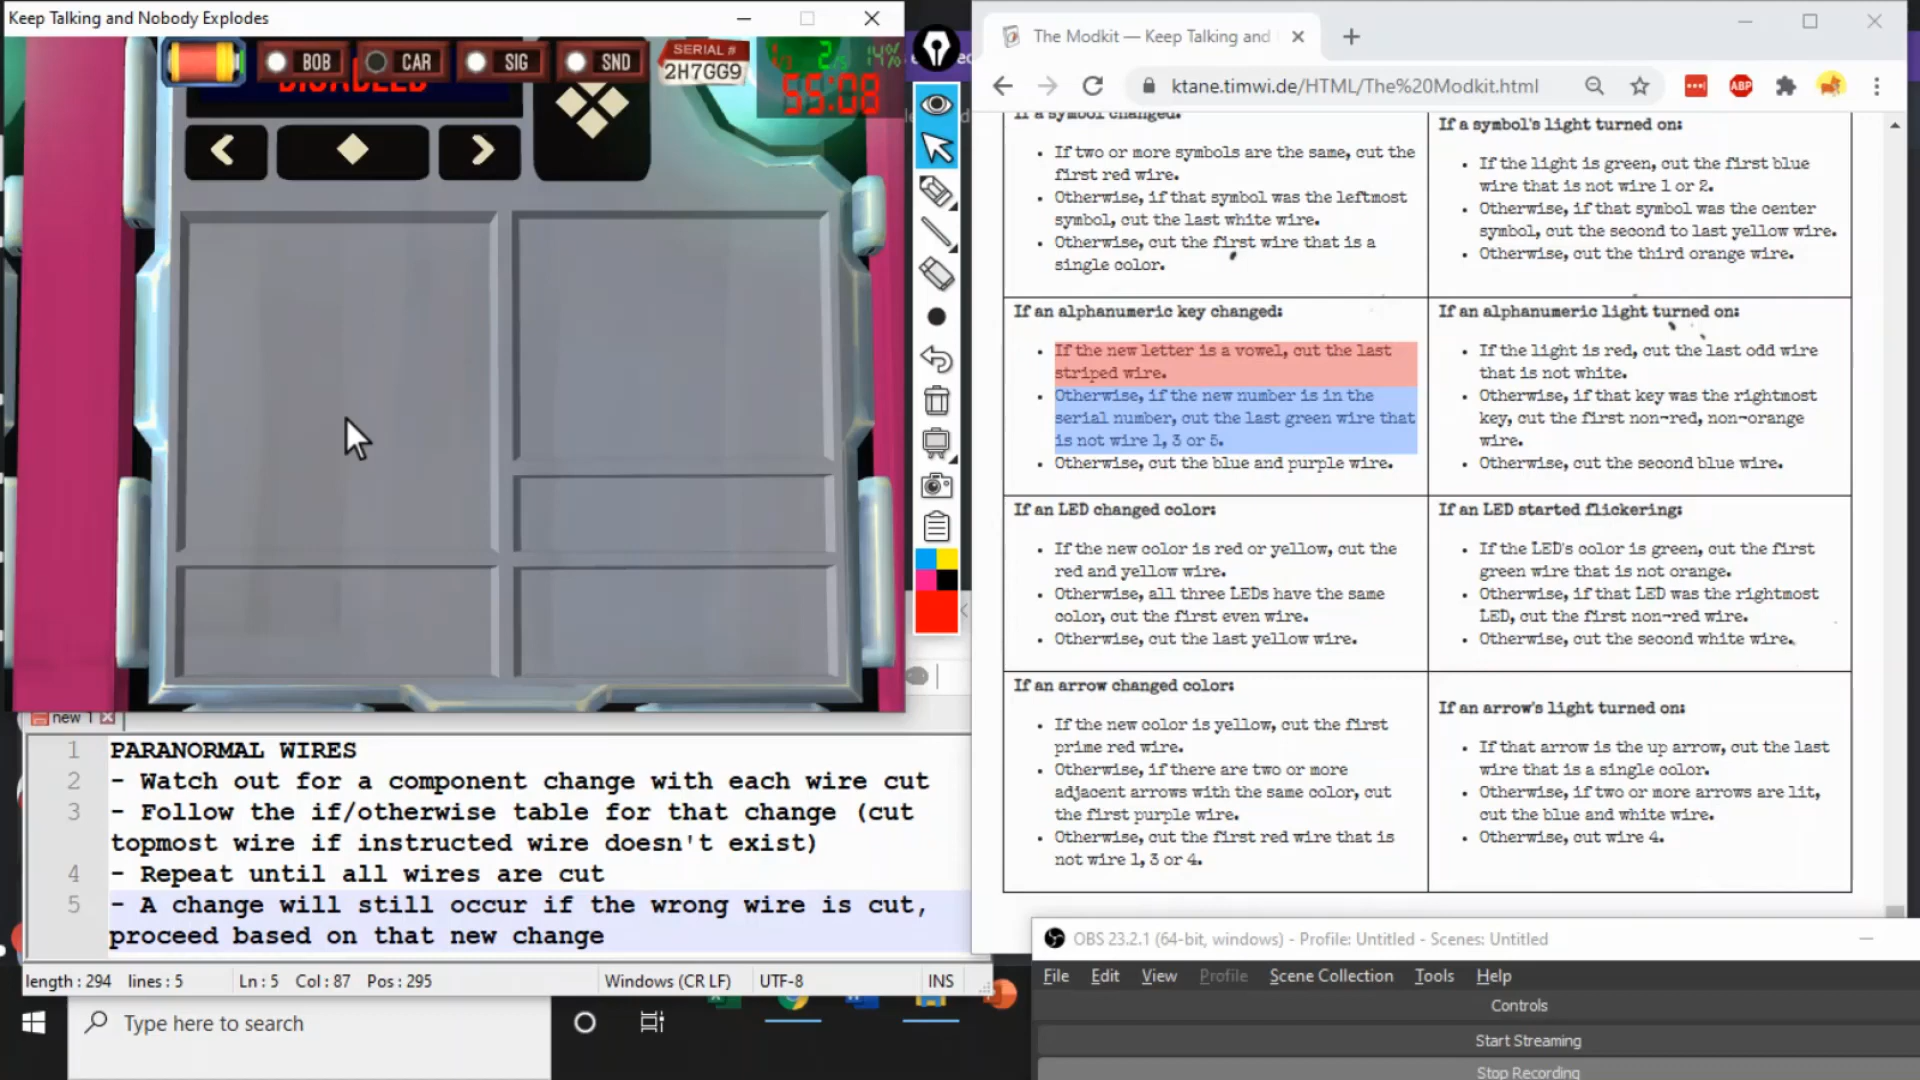 Keep Talking and Nobody Explodes
BOB
CAR
SIG
SND
SERIAL #
2H7GG9
14%
55:08
DISABLED
The Modkit — Keep Talking and
ktane.timwi.de/HTML/The%20Modkit.html
ABP
If a symbol changed:
If two or more symbols are the same, cut the
first red wire.
Otherwise, if that symbol was the leftmost
symbol, cut the last white wire.
Otherwise, cut the first wire that is a
single color.
If a symbol's light turned on:
If the light is green, cut the first blue
wire that is not wire 1 or 2.
Otherwise, if that symbol was the center
symbol, cut the second to last yellow wire.
Otherwise, cut the third orange wire.
If an alphanumeric key changed:
If the new letter is a vowel, cut the last
striped wire.
Otherwise, if the new number is in the
serial number, cut the last green wire that
is not wire 1, 3 or 5.
Otherwise, cut the blue and purple wire.
If an alphanumeric light turned on:
If the light is red, cut the last odd wire
that is not white.
Otherwise, if that key was the rightmost
key, cut the first non-red, non-orange
wire.
Otherwise, cut the second blue wire.
If an LED changed color:
If the new color is red or yellow, cut the
red and yellow wire.
Otherwise, all three LEDs have the same
color, cut the first even wire.
Otherwise, cut the last yellow wire.
If an LED started flickering:
If the LED's color is green, cut the first
green wire that is not orange.
Otherwise, if that LED was the rightmost
LED, cut the first non-red wire.
Otherwise, cut the second white wire.
If an arrow changed color:
If the new color is yellow, cut the first
prime red wire.
Otherwise, if there are two or more
adjacent arrows with the same color, cut
the first purple wire.
Otherwise, cut the first red wire that is
not wire 1, 3 or 4.
If an arrow's light turned on:
If that arrow is the up arrow, cut the last
wire that is a single color.
Otherwise, if two or more arrows are lit,
cut the blue and white wire.
Otherwise, cut wire 4.
new 1
1 PARANORMAL WIRES
2 - Watch out for a component change with each wire cut
3 - Follow the if/otherwise table for that change (cut
topmost wire if instructed wire doesn't exist)
4 - Repeat until all wires are cut
5 - A change will still occur if the wrong wire is cut,
proceed based on that new change
length : 294 lines : 5 Ln : 5 Col : 87 Pos : 295 Windows (CR LF) UTF-8 INS
Type here to search
OBS 23.2.1 (64-bit, windows) - Profile: Untitled - Scenes: Untitled
File Edit View Profile Scene Collection Tools Help
Controls
Start Streaming
Stop Recording